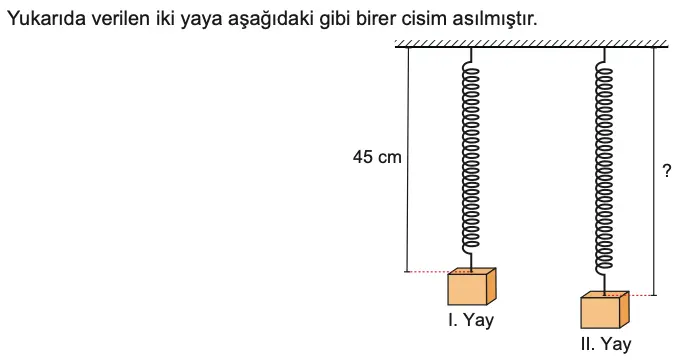 Yukarıda verilen iki yaya aşağıdaki gibi birer cisim asılmıştır.
45 cm
?
I. Yay
II. Yay